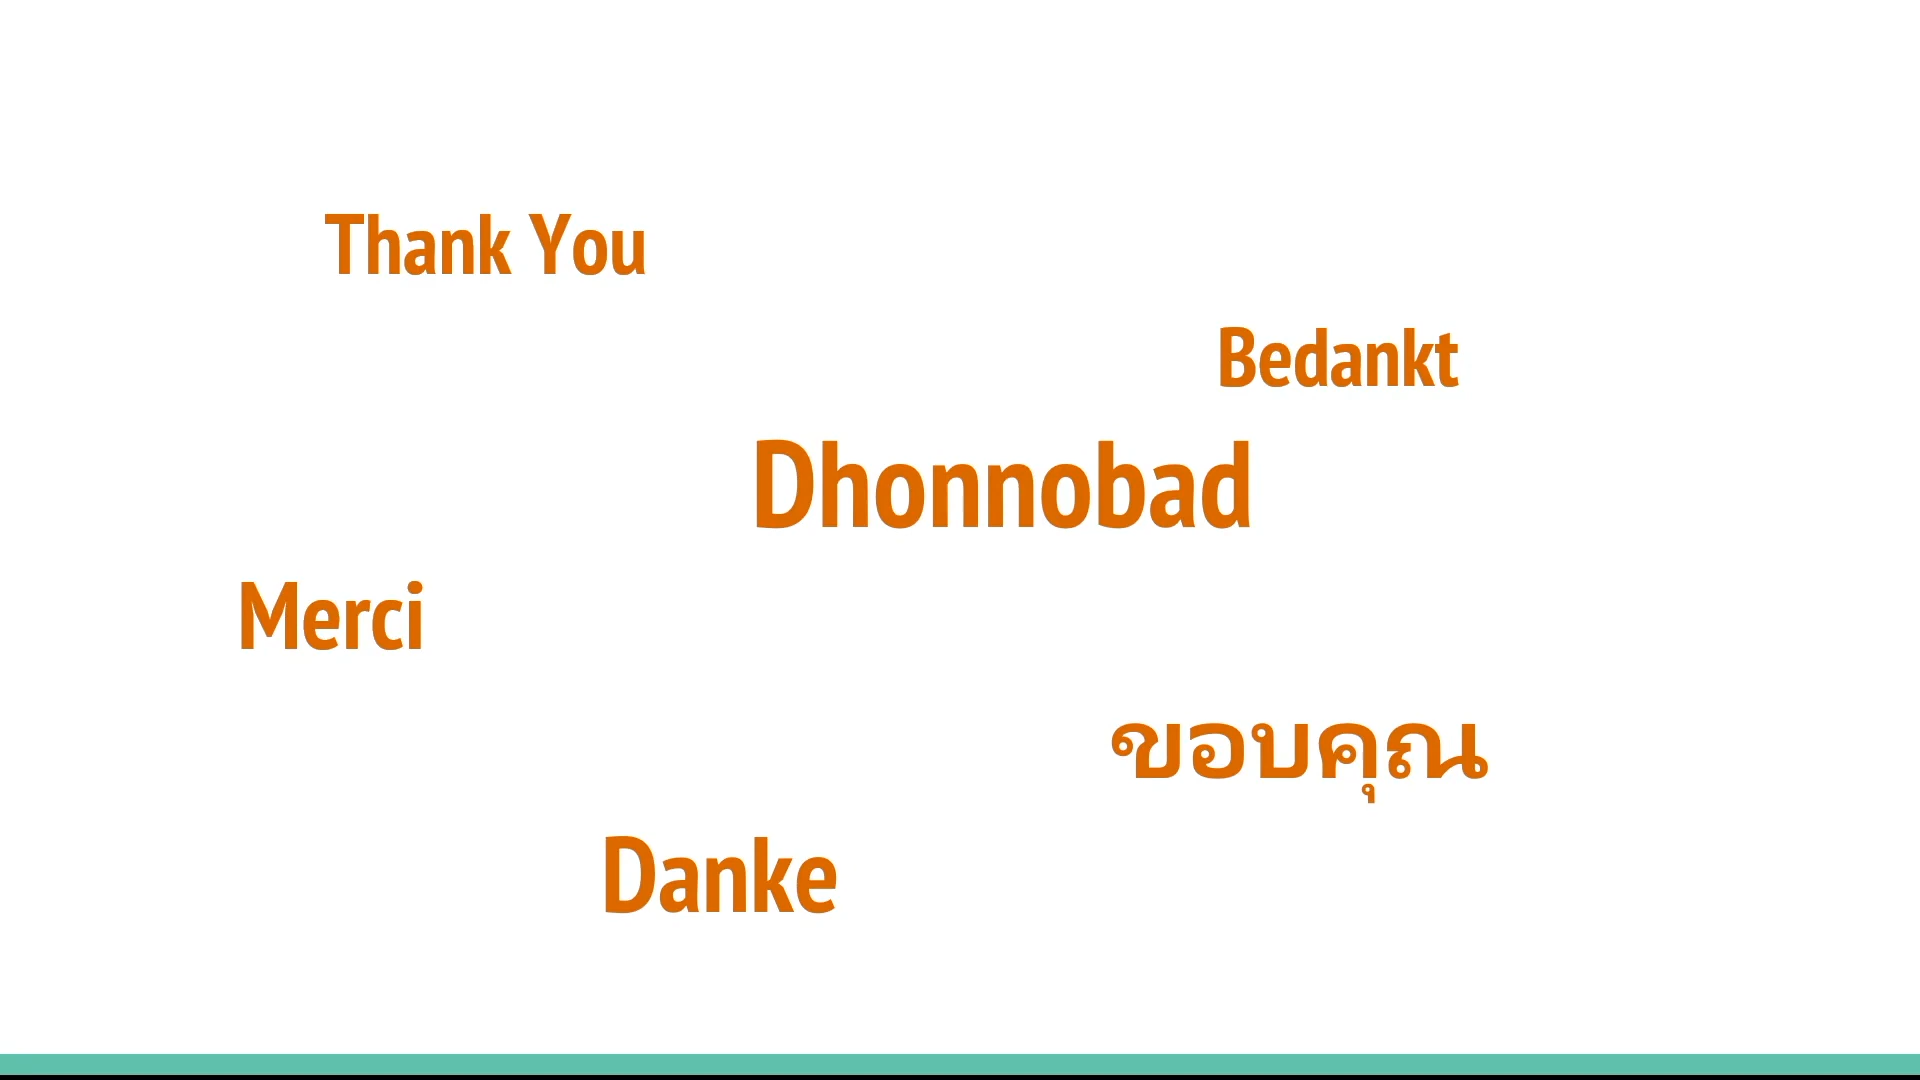 Thank You
Bedankt
Dhonnobad
Merci
ขอบคุณ
Danke